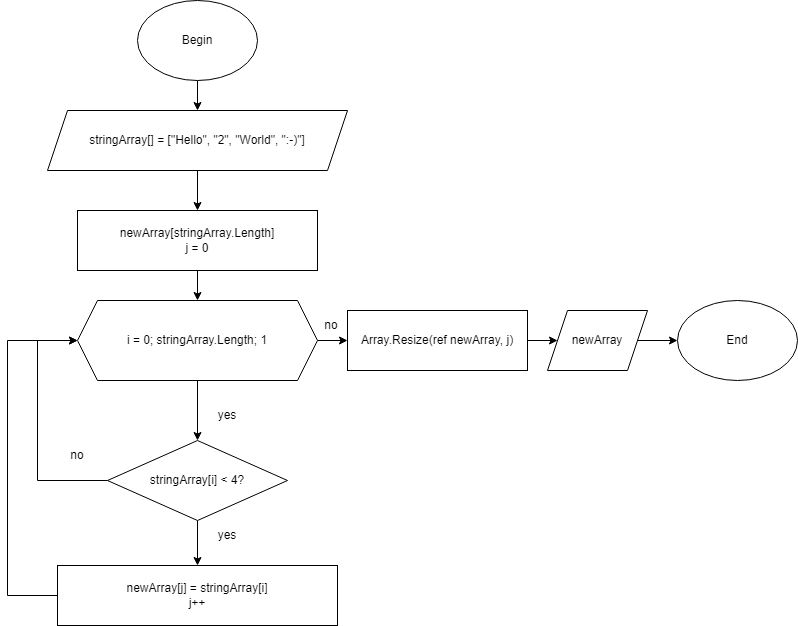 Begin
stringArray[] = ["Hello", "2", "World", ":-)"]
newArray[stringArray.Length]
j = 0
i = 0; stringArray.Length; 1
no
Array.Resize(ref newArray, j)
newArray
End
yes
no
stringArray[i] < 4?
yes
newArray[j] = stringArray[i]
j++